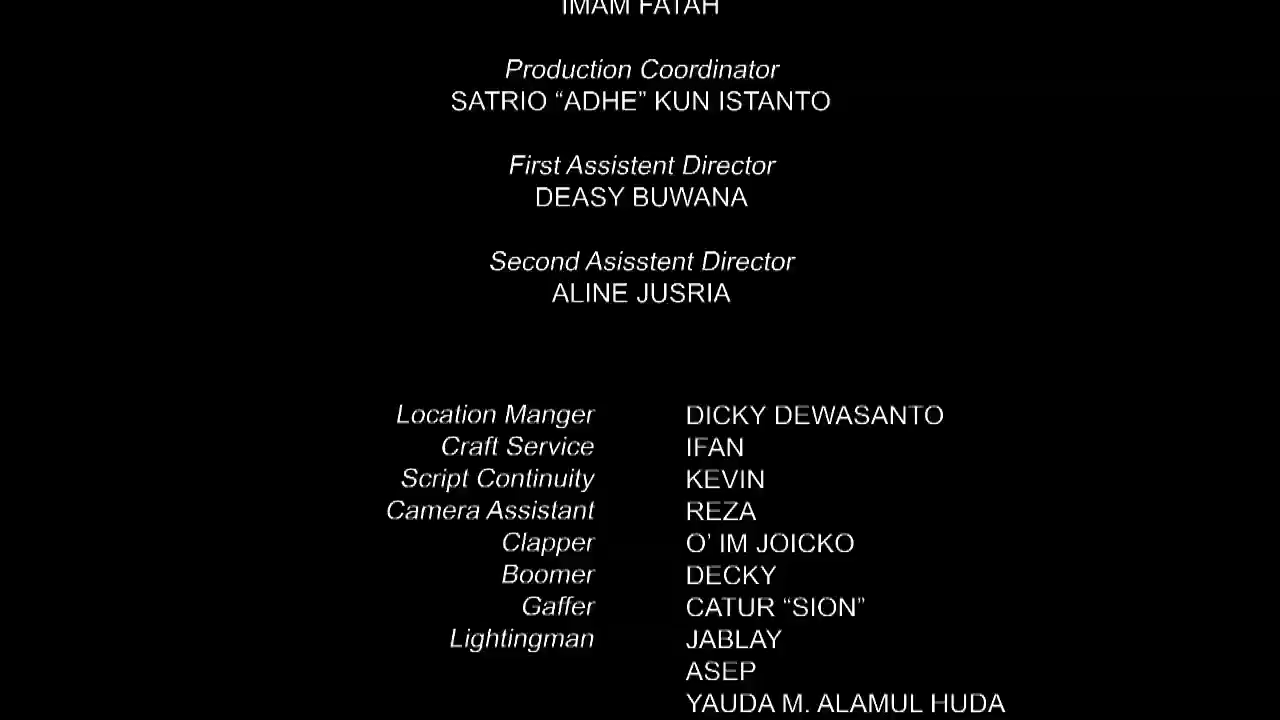 IMAM FATAH
Production Coordinator
SATRIO “ADHE” KUN ISTANTO
First Assistent Director
DEASY BUWANA
Second Asisstent Director
ALINE JUSRIA
Location Manger DICKY DEWASANTO
Craft Service IFAN
Script Continuity KEVIN
Camera Assistant REZA
Clapper O’ IM JOICKO
Boomer DECKY
Gaffer CATUR “SION”
Lightingman JABLAY
ASEP
YAUDA M. ALAMUL HUDA